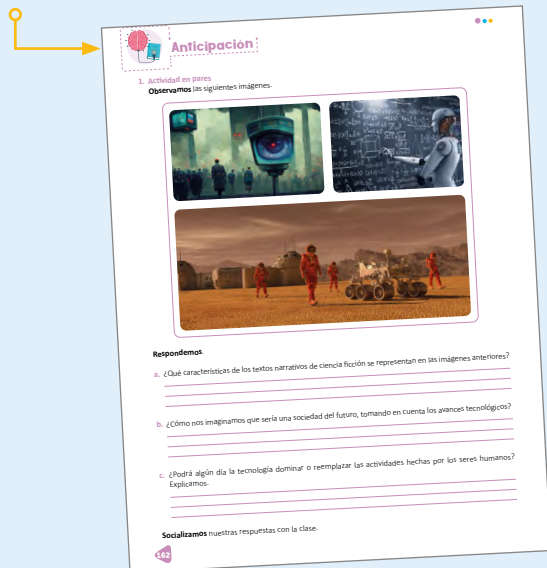 Anticipación
1. Actividad en pares
Observamos las siguientes imágenes.
Respondemos.
a. ¿Qué características de los textos narrativos de ciencia ficción se representan en las imágenes anteriores?
b. ¿Cómo nos imaginamos que sería una sociedad del futuro, tomando en cuenta los avances tecnológicos?
c. ¿Podrá algún día la tecnología dominar o reemplazar las actividades hechas por los seres humanos?
Explicamos.
Socializamos nuestras respuestas con la clase.
162